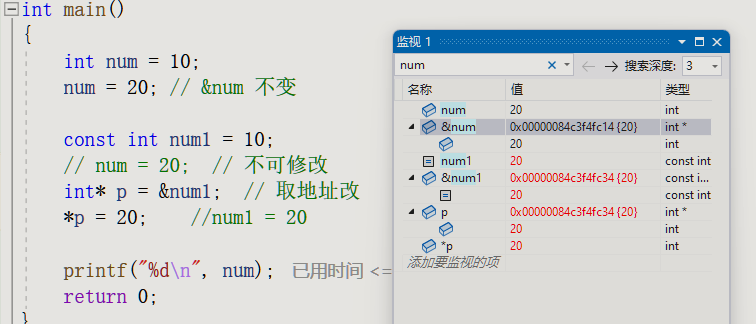 int main()
{
int num = 10;
num = 20; // &num 不变
const int num1 = 10;
// num = 20;  // 不可修改
int* p = &num1;  // 取地址改
*p = 20;    //num1 = 20
printf("%d\n", num); 已用时间 <=
return 0;
}
监视 1
num 搜索深度: 3
名称 值 类型
num 20 int
&num 0x00000084c3f4fc14 {20} int *
20 int
num1 20 const int
&num1 0x00000084c3f4fc34 {20} const i...
20 const int
p 0x00000084c3f4fc34 {20} int *
20 int
*p 20 int
添加要监视的项